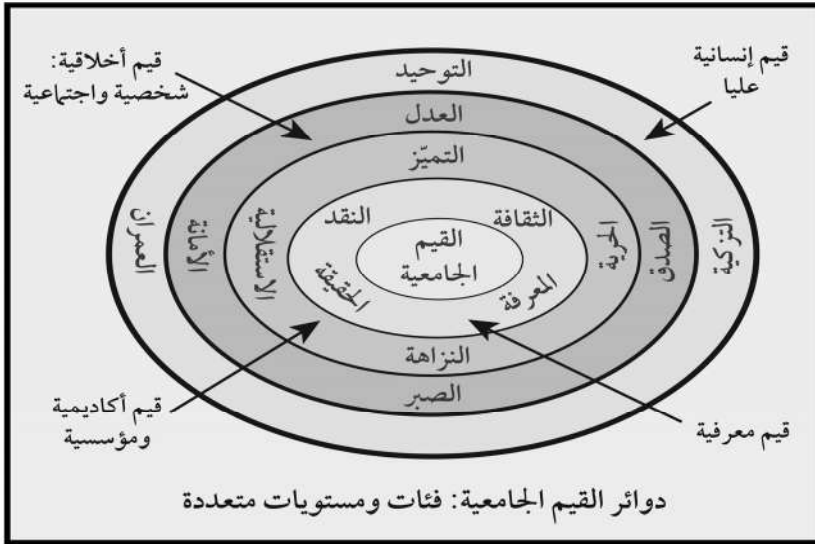 قيم أخلاقية:
شخصية واجتماعية
قيم إنسانية
عليا
التوحيد
العدل
التميّز
النقد
الثقافة
القيم
الجامعية
الحقيقة
المعرفة
العمران
الأمانة
الاستقلالية
الحرية
الصدق
التزكية
النزاهة
الصبر
قيم أكاديمية
ومؤسسية
قيم معرفية
دوائر القيم الجامعية: فئات ومستويات متعددة